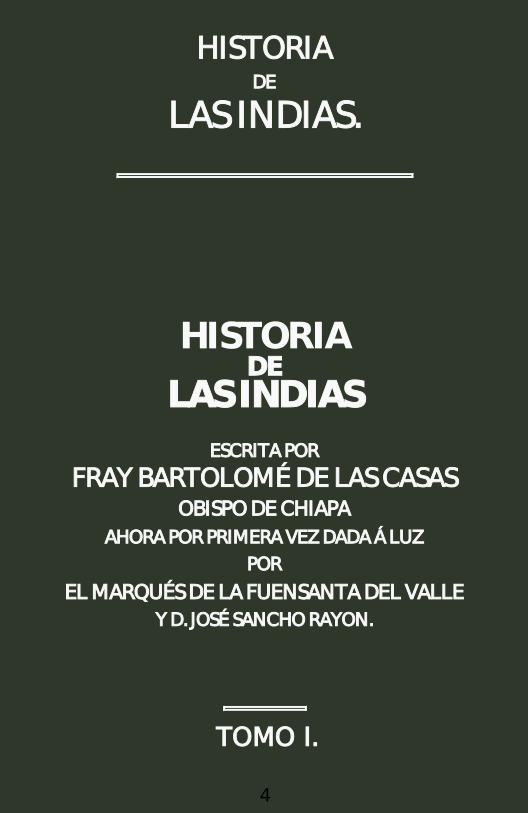 HISTORIA
DE
LAS INDIAS.
HISTORIA
DE
LAS INDIAS
ESCRITA POR
FRAY BARTOLOMÉ DE LAS CASAS
OBISPO DE CHIAPA
AHORA POR PRIMERA VEZ DADA Á LUZ
POR
EL MARQUÉS DE LA FUENSANTA DEL VALLE
Y D. JOSÉ SANCHO RAYON.
TOMO I.
4